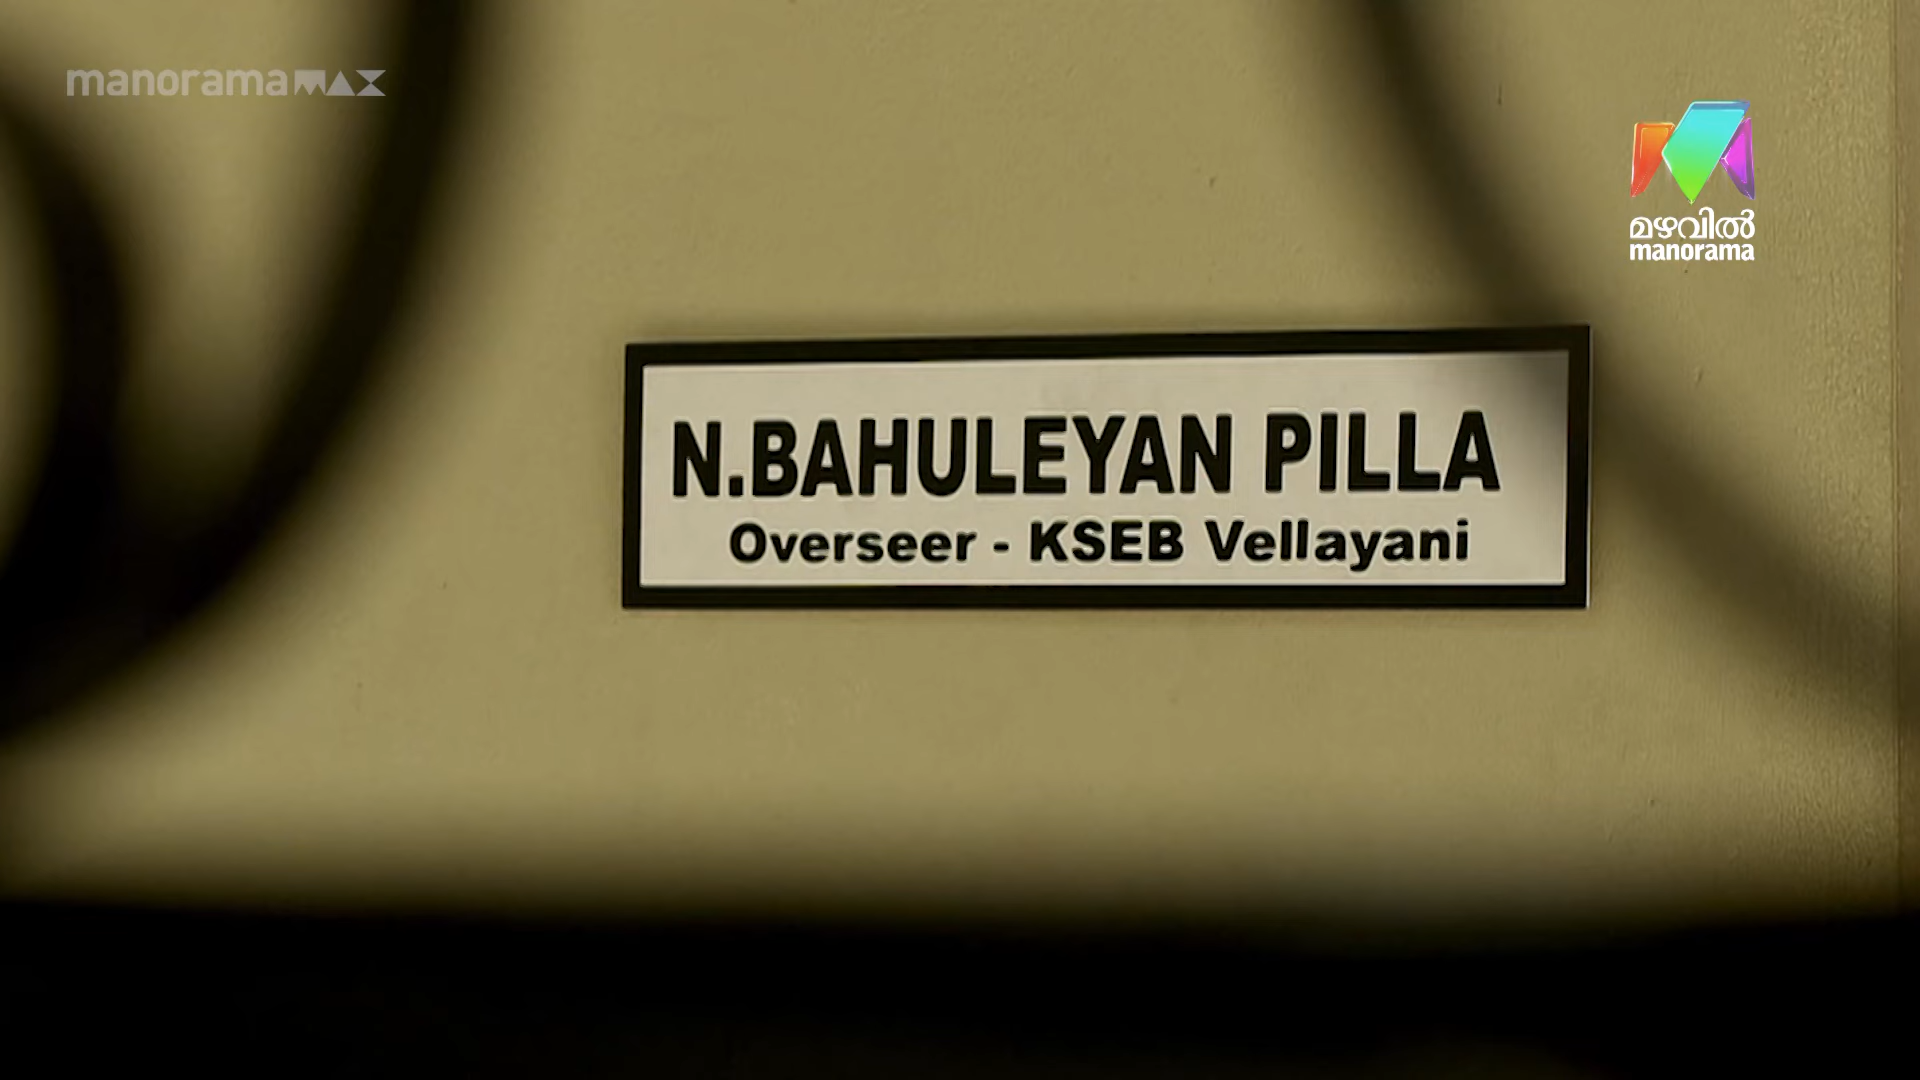 manoramaMAX
മഴവിൽ
manorama
N.BAHULEYAN PILLA
Overseer - KSEB Vellayani